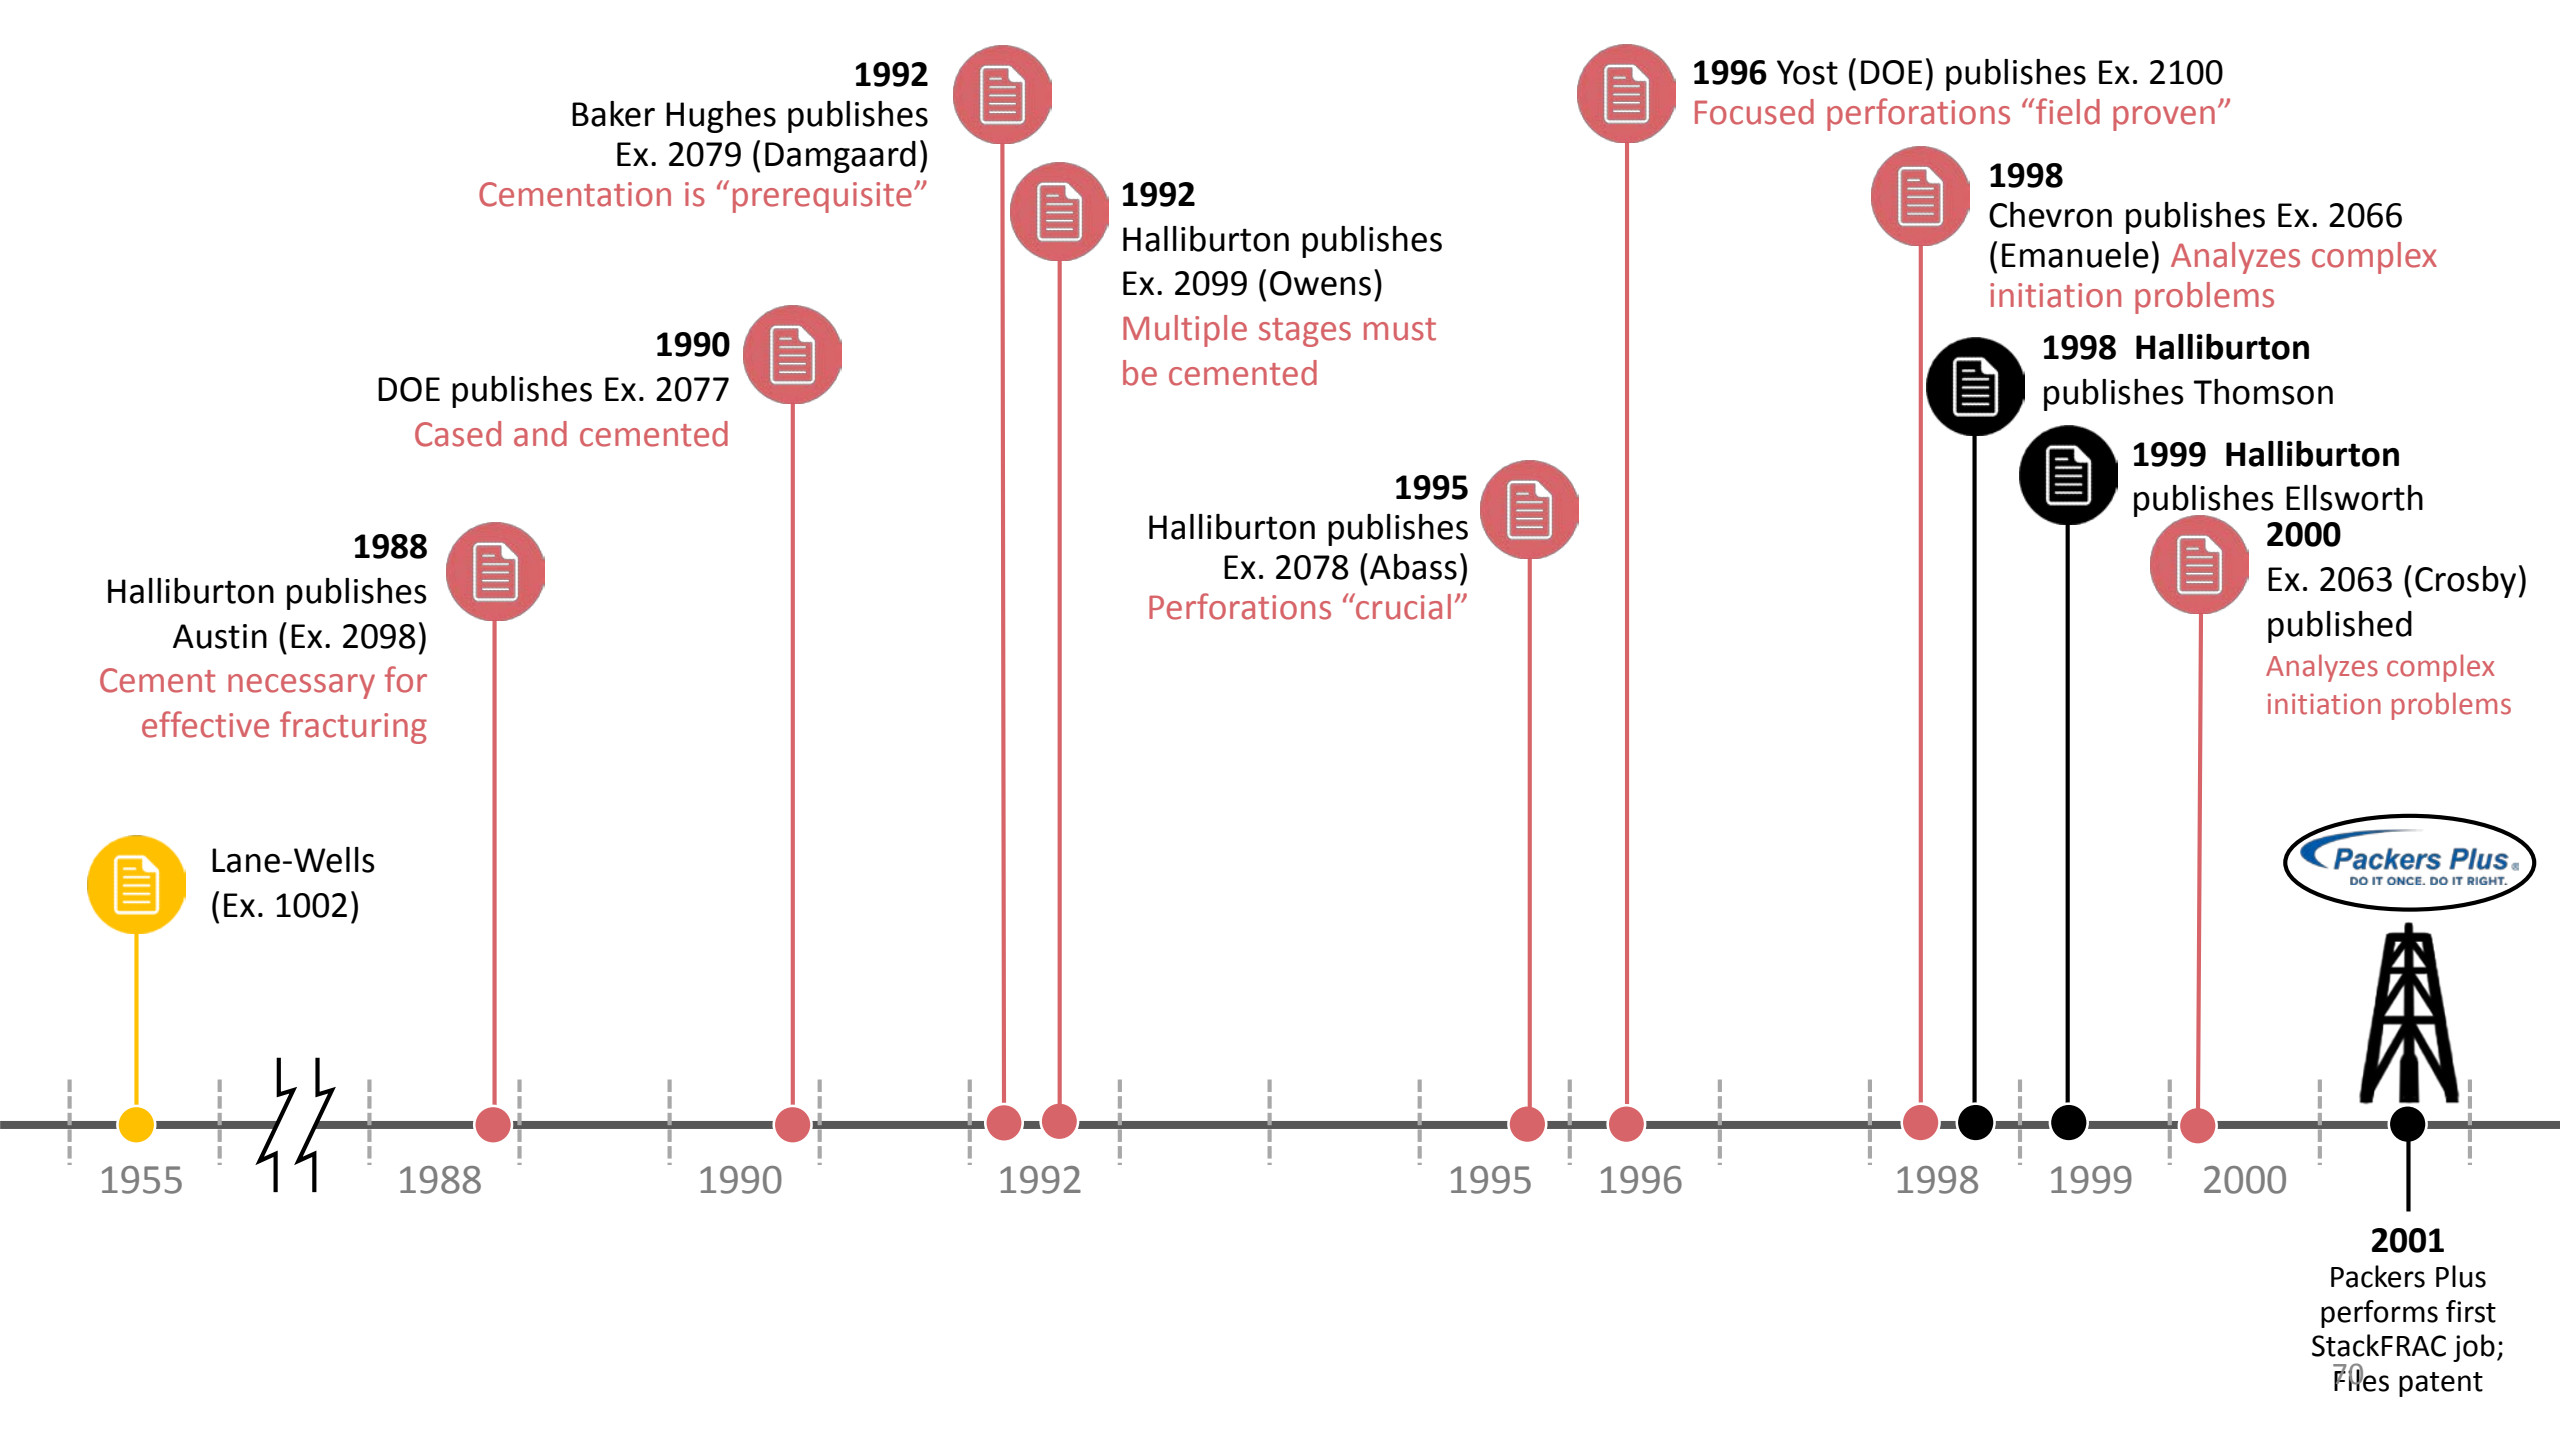 1992
Baker Hughes publishes
Ex. 2079 (Damgaard)
Cementation is “prerequisite”
1992
Halliburton publishes
Ex. 2099 (Owens)
Multiple stages must
be cemented
1996 Yost (DOE) publishes Ex. 2100
Focused perforations “field proven”
1998
Chevron publishes Ex. 2066
(Emanuele) Analyzes complex
initiation problems
1990
DOE publishes Ex. 2077
Cased and cemented
1998 Halliburton
publishes Thomson
1999 Halliburton
publishes Ellsworth
1995
Halliburton publishes
Ex. 2078 (Abass)
Perforations “crucial”
1988
Halliburton publishes
Austin (Ex. 2098)
Cement necessary for
effective fracturing
2000
Ex. 2063 (Crosby)
published
Analyzes complex
initiation problems
Lane-Wells
(Ex. 1002)
Packers Plus®
DO IT ONCE. DO IT RIGHT.
1955
1988
1990
1992
1995
1996
1998
1999
2000
2001
Packers Plus
performs first
StackFRAC job;
Files patent
70